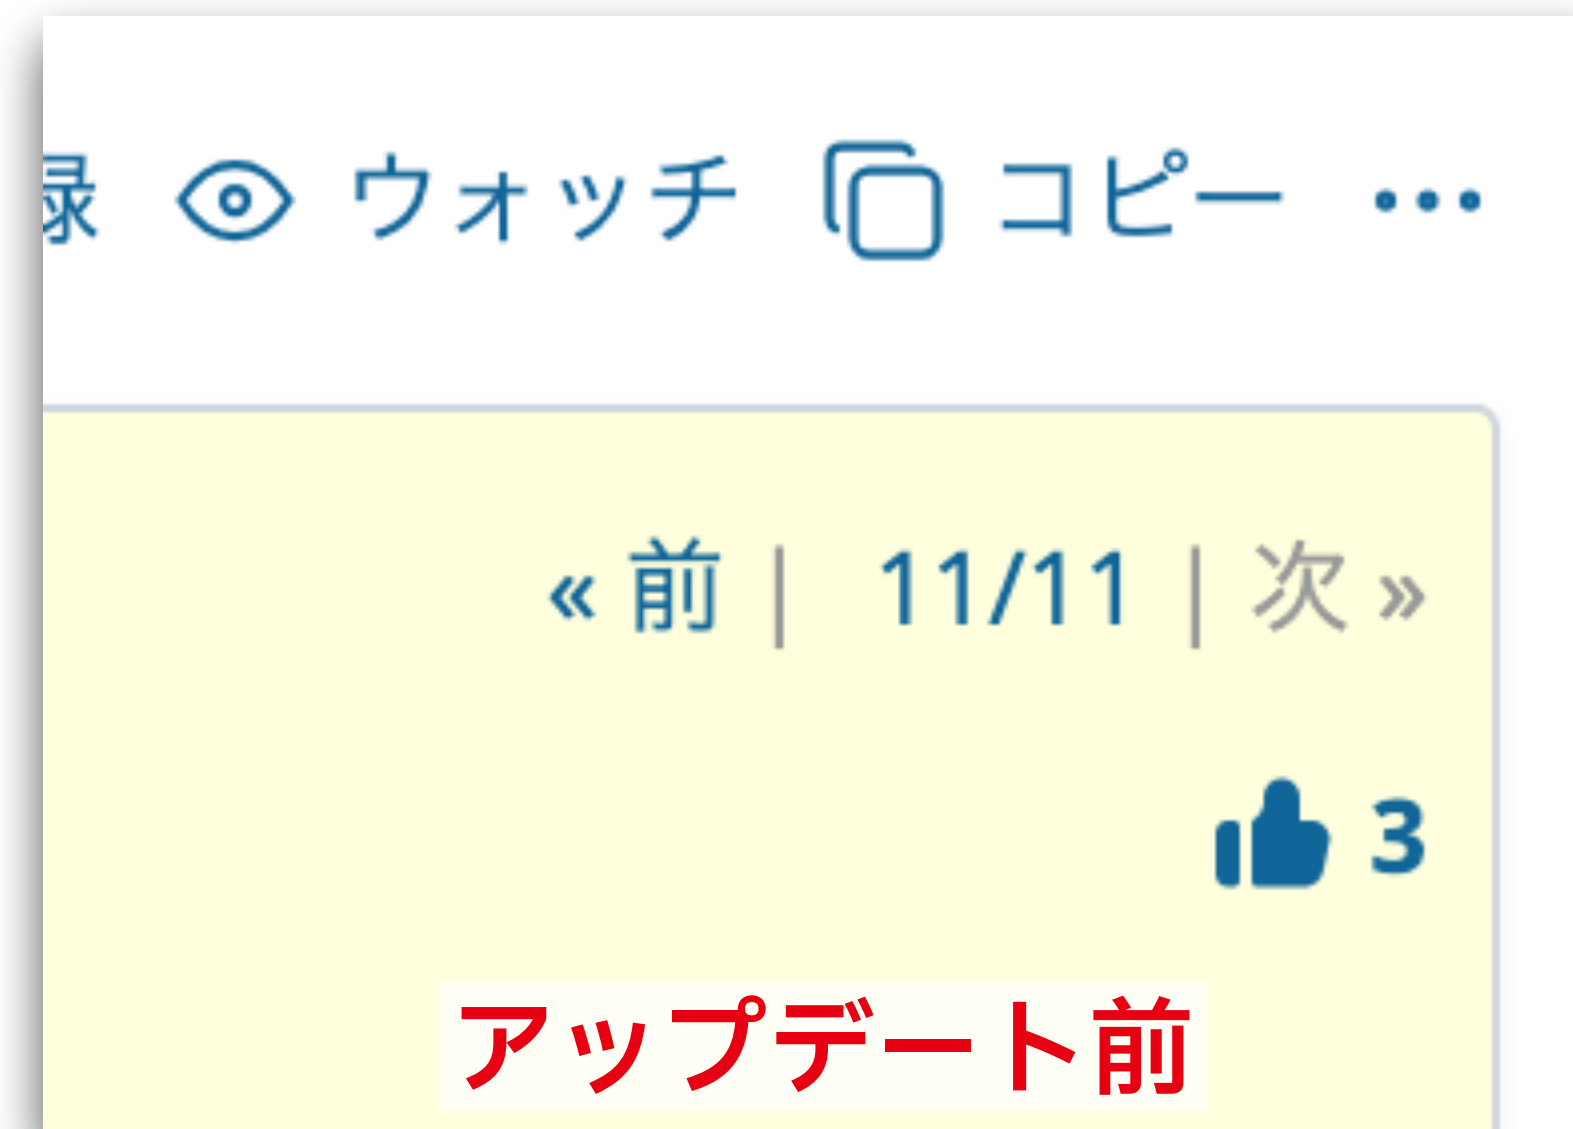 録 ウォッチ コピー …
« 前 | 11/11 | 次 »
3
アップデート前